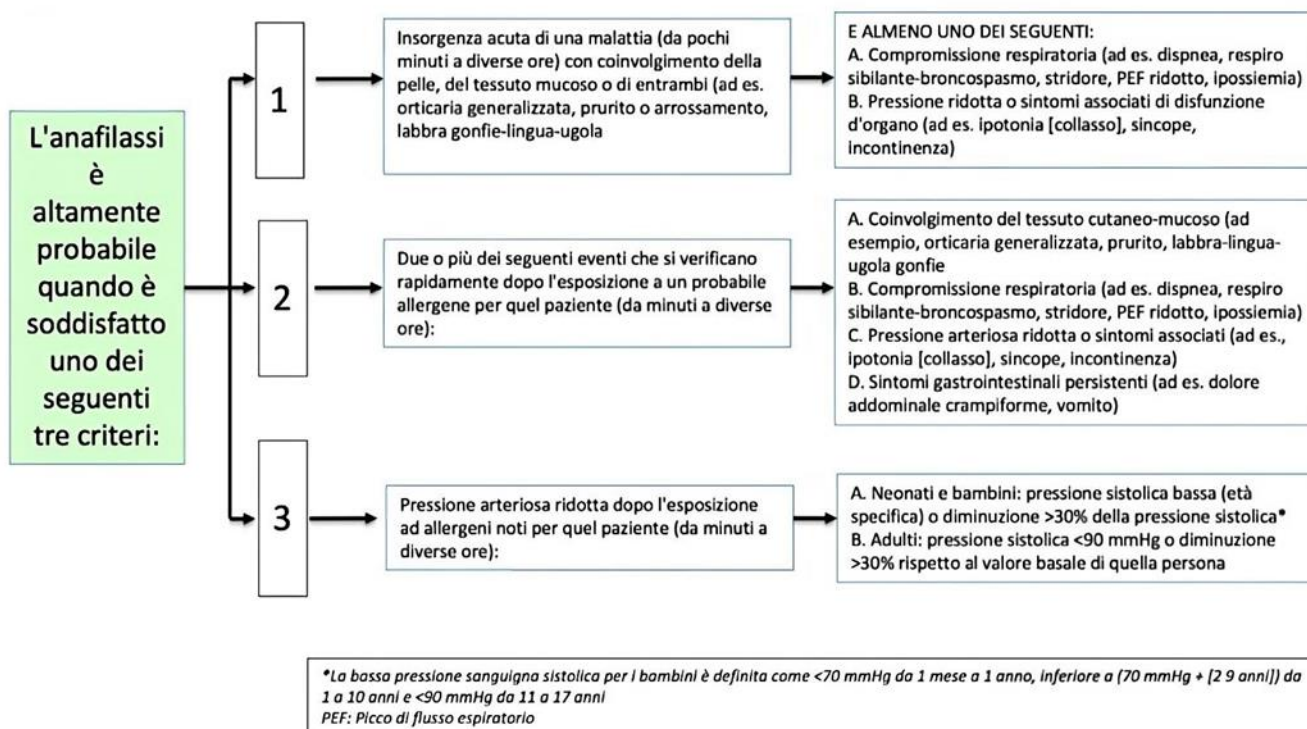 L'anafilassi
è
altamente
probabile
quando è
soddisfatto
uno dei
seguenti
tre criteri:
1
Insorgenza acuta di una malattia (da pochi
minuti a diverse ore) con coinvolgimento della
pelle, del tessuto mucoso o di entrambi (ad es.
orticaria generalizzata, prurito o arrossamento,
labbra gonfie-lingua-ugola
E ALMENO UNO DEI SEGUENTI:
A. Compromissione respiratoria (ad es. dispnea, respiro
sibilante-broncospasmo, stridore, PEF ridotto, ipossiemia)
B. Pressione ridotta o sintomi associati di disfunzione
d'organo (ad es. ipotonia [collasso], sincope,
incontinenza)
2
Due o più dei seguenti eventi che si verificano
rapidamente dopo l'esposizione a un probabile
allergene per quel paziente (da minuti a diverse
ore):
A. Coinvolgimento del tessuto cutaneo-mucoso (ad
esempio, orticaria generalizzata, prurito, labbra-lingua-
ugola gonfie
B. Compromissione respiratoria (ad es. dispnea, respiro
sibilante-broncospasmo, stridore, PEF ridotto, ipossiemia)
C. Pressione arteriosa ridotta o sintomi associati (ad es.,
ipotonia [collasso], sincope, incontinenza)
D. Sintomi gastrointestinali persistenti (ad es. dolore
addominale crampiforme, vomito)
3
Pressione arteriosa ridotta dopo l'esposizione
ad allergeni noti per quel paziente (da minuti a
diverse ore):
A. Neonati e bambini: pressione sistolica bassa (età
specifica) o diminuzione >30% della pressione sistolica*
B. Adulti: pressione sistolica <90 mmHg o diminuzione
>30% rispetto al valore basale di quella persona
*La bassa pressione sanguigna sistolica per i bambini è definita come <70 mmHg da 1 mese a 1 anno, inferiore a (70 mmHg + [2 9 anni]) da
1 a 10 anni e <90 mmHg da 11 a 17 anni
PEF: Picco di flusso espiratorio